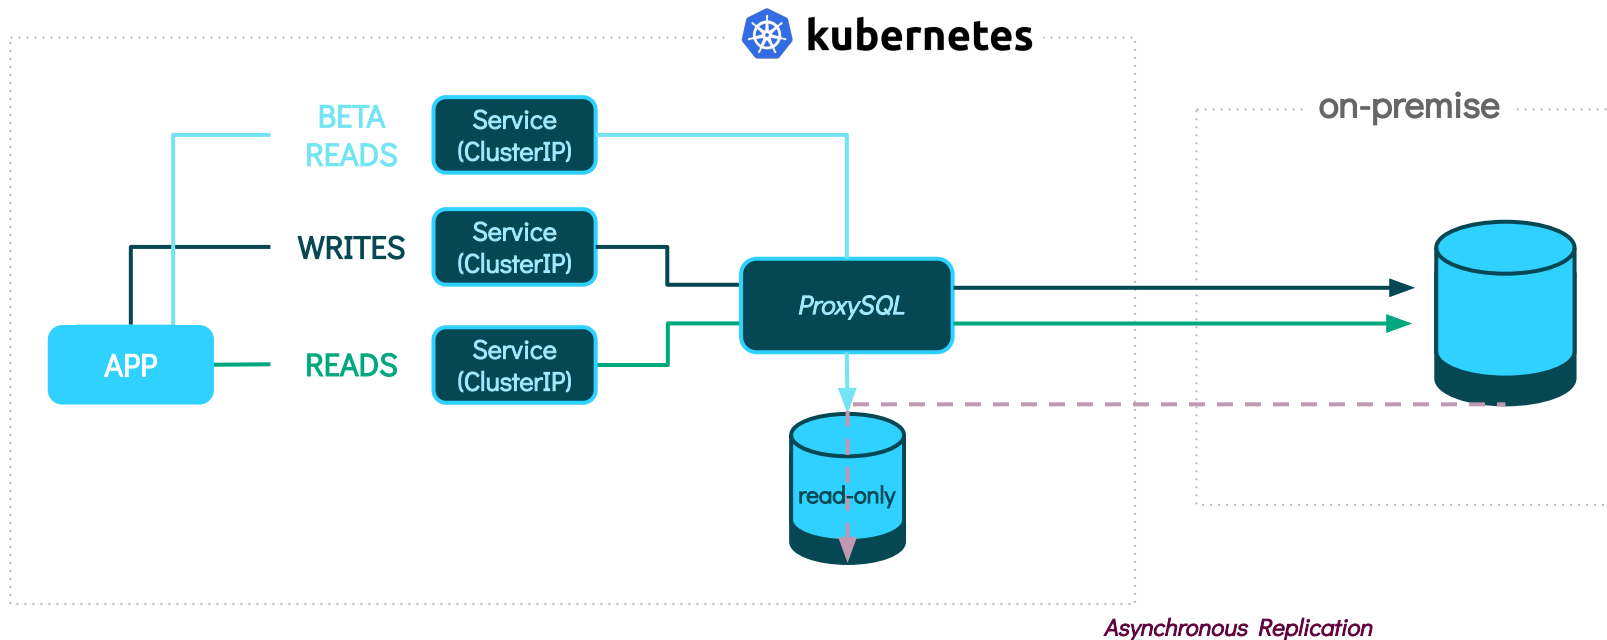 kubernetes
on-premise
BETA
READS
Service
(ClusterIP)
WRITES
Service
(ClusterIP)
ProxySQL
APP
READS
Service
(ClusterIP)
read-only
Asynchronous Replication